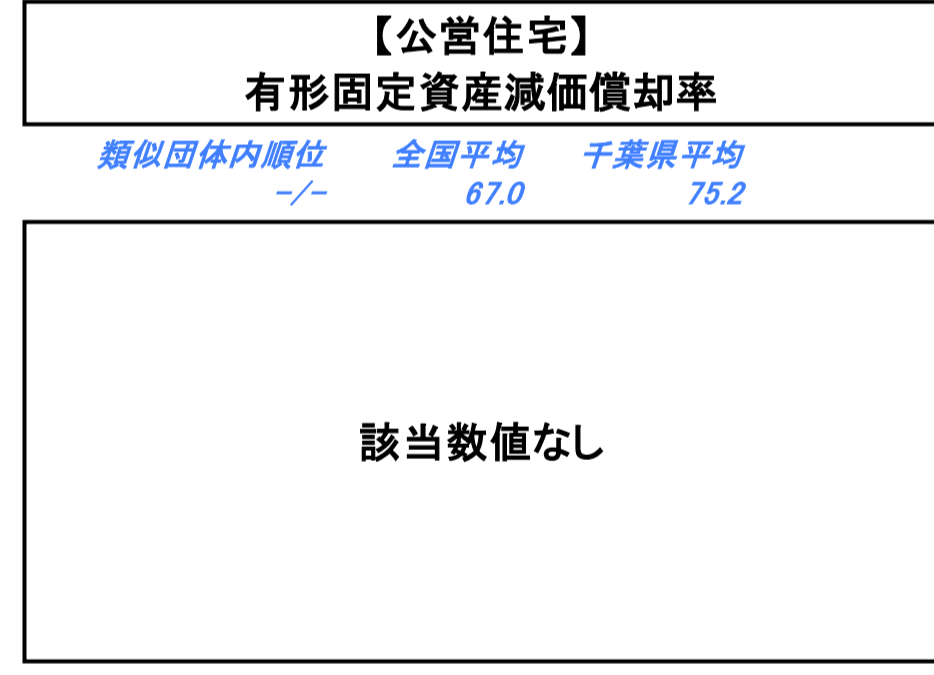 【公営住宅】
有形固定資産減価償却率
類似団体内順位 全国平均 千葉県平均
-/- 67.0 75.2
該当数値なし